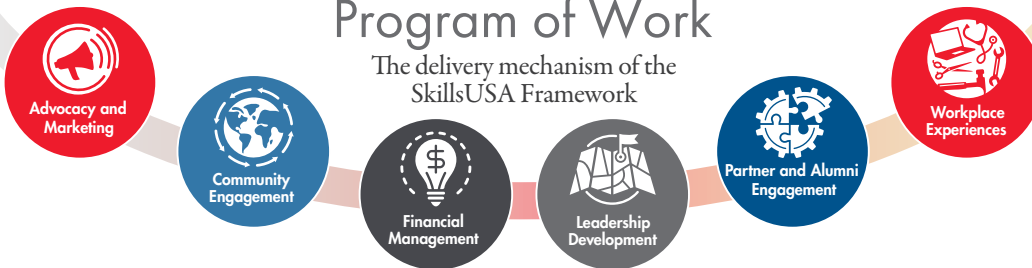 Program of Work
The delivery mechanism of the
SkillsUSA Framework
Advocacy and
Marketing
Community
Engagement
$
Financial
Management
Leadership
Development
Partner and Alumni
Engagement
Workplace
Experiences